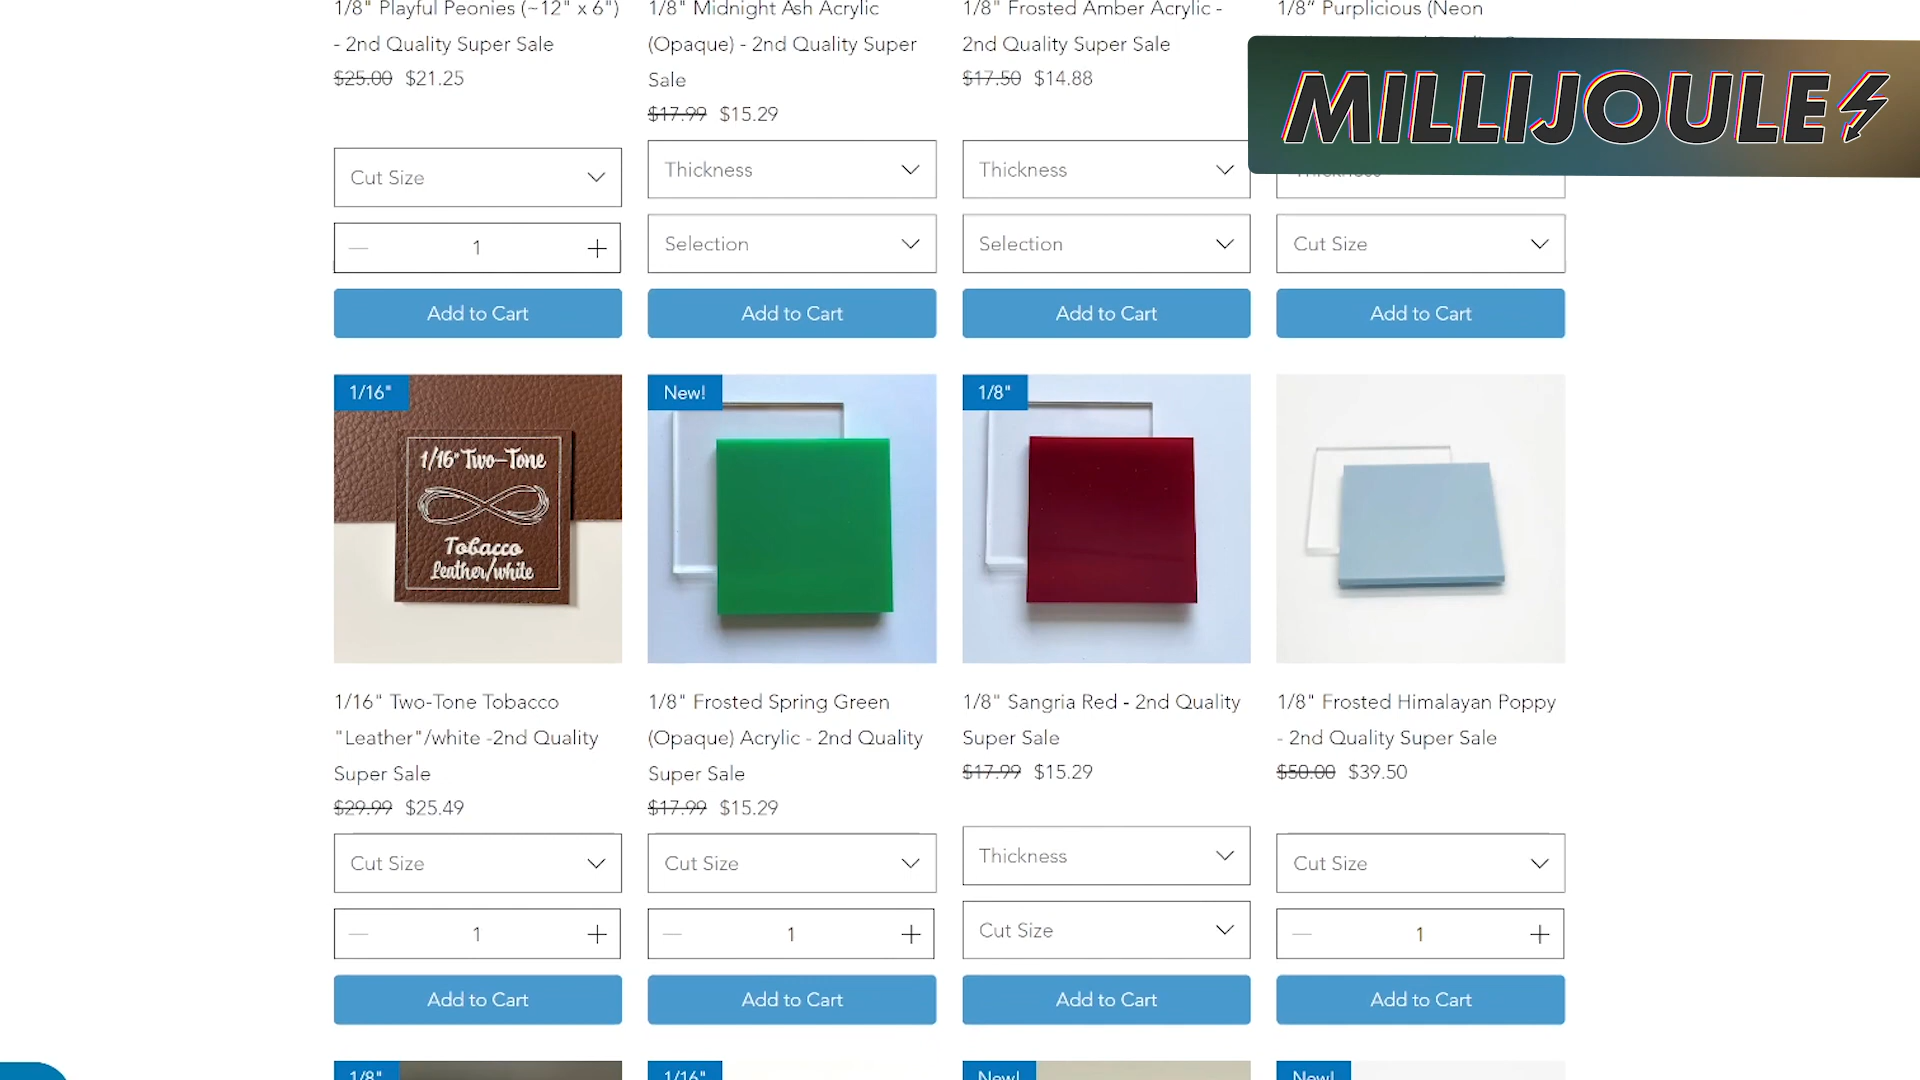 1/8" Playful Peonies (~12" x 6")
- 2nd Quality Super Sale
$25.00 $21.25
Cut Size
1
Add to Cart
1/8" Midnight Ash Acrylic
(Opaque) - 2nd Quality Super
Sale
$17.99 $15.29
Thickness
Selection
Add to Cart
1/8" Frosted Amber Acrylic -
2nd Quality Super Sale
$17.50 $14.88
Thickness
Selection
Add to Cart
1/8" Purplicious (Neon
MILLIJOULE
Thickness
Cut Size
Add to Cart
1/16"
1/16" Two-Tone
Tobacco
Leather/white
1/16" Two-Tone Tobacco
"Leather"/white -2nd Quality
Super Sale
$29.99 $25.49
Cut Size
1
Add to Cart
New!
1/8" Frosted Spring Green
(Opaque) Acrylic - 2nd Quality
Super Sale
$17.99 $15.29
Cut Size
1
Add to Cart
1/8"
1/8" Sangria Red - 2nd Quality
Super Sale
$17.99 $15.29
Thickness
Cut Size
Add to Cart
1/8" Frosted Himalayan Poppy
- 2nd Quality Super Sale
$50.00 $39.50
Cut Size
1
Add to Cart
1/8"
1/16"
New!
New!